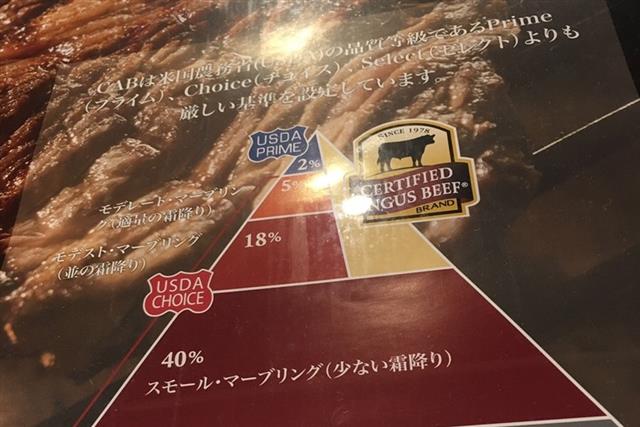 CABは米国農務省(USDA)の品質等級であるPrime
(プライム)、Choice(チョイス)、Select(セレクト)よりも
厳しい基準を設定しています。
USDA
PRIME
2%
SINCE 1978
CERTIFIED
ANGUS BEEF®
BRAND
5%
モデレート・マーブリン
グ(適量の霜降り)
18%
モデスト・マーブリング
(並の霜降り)
USDA
CHOICE
40%
スモール・マーブリング(少ない霜降り)